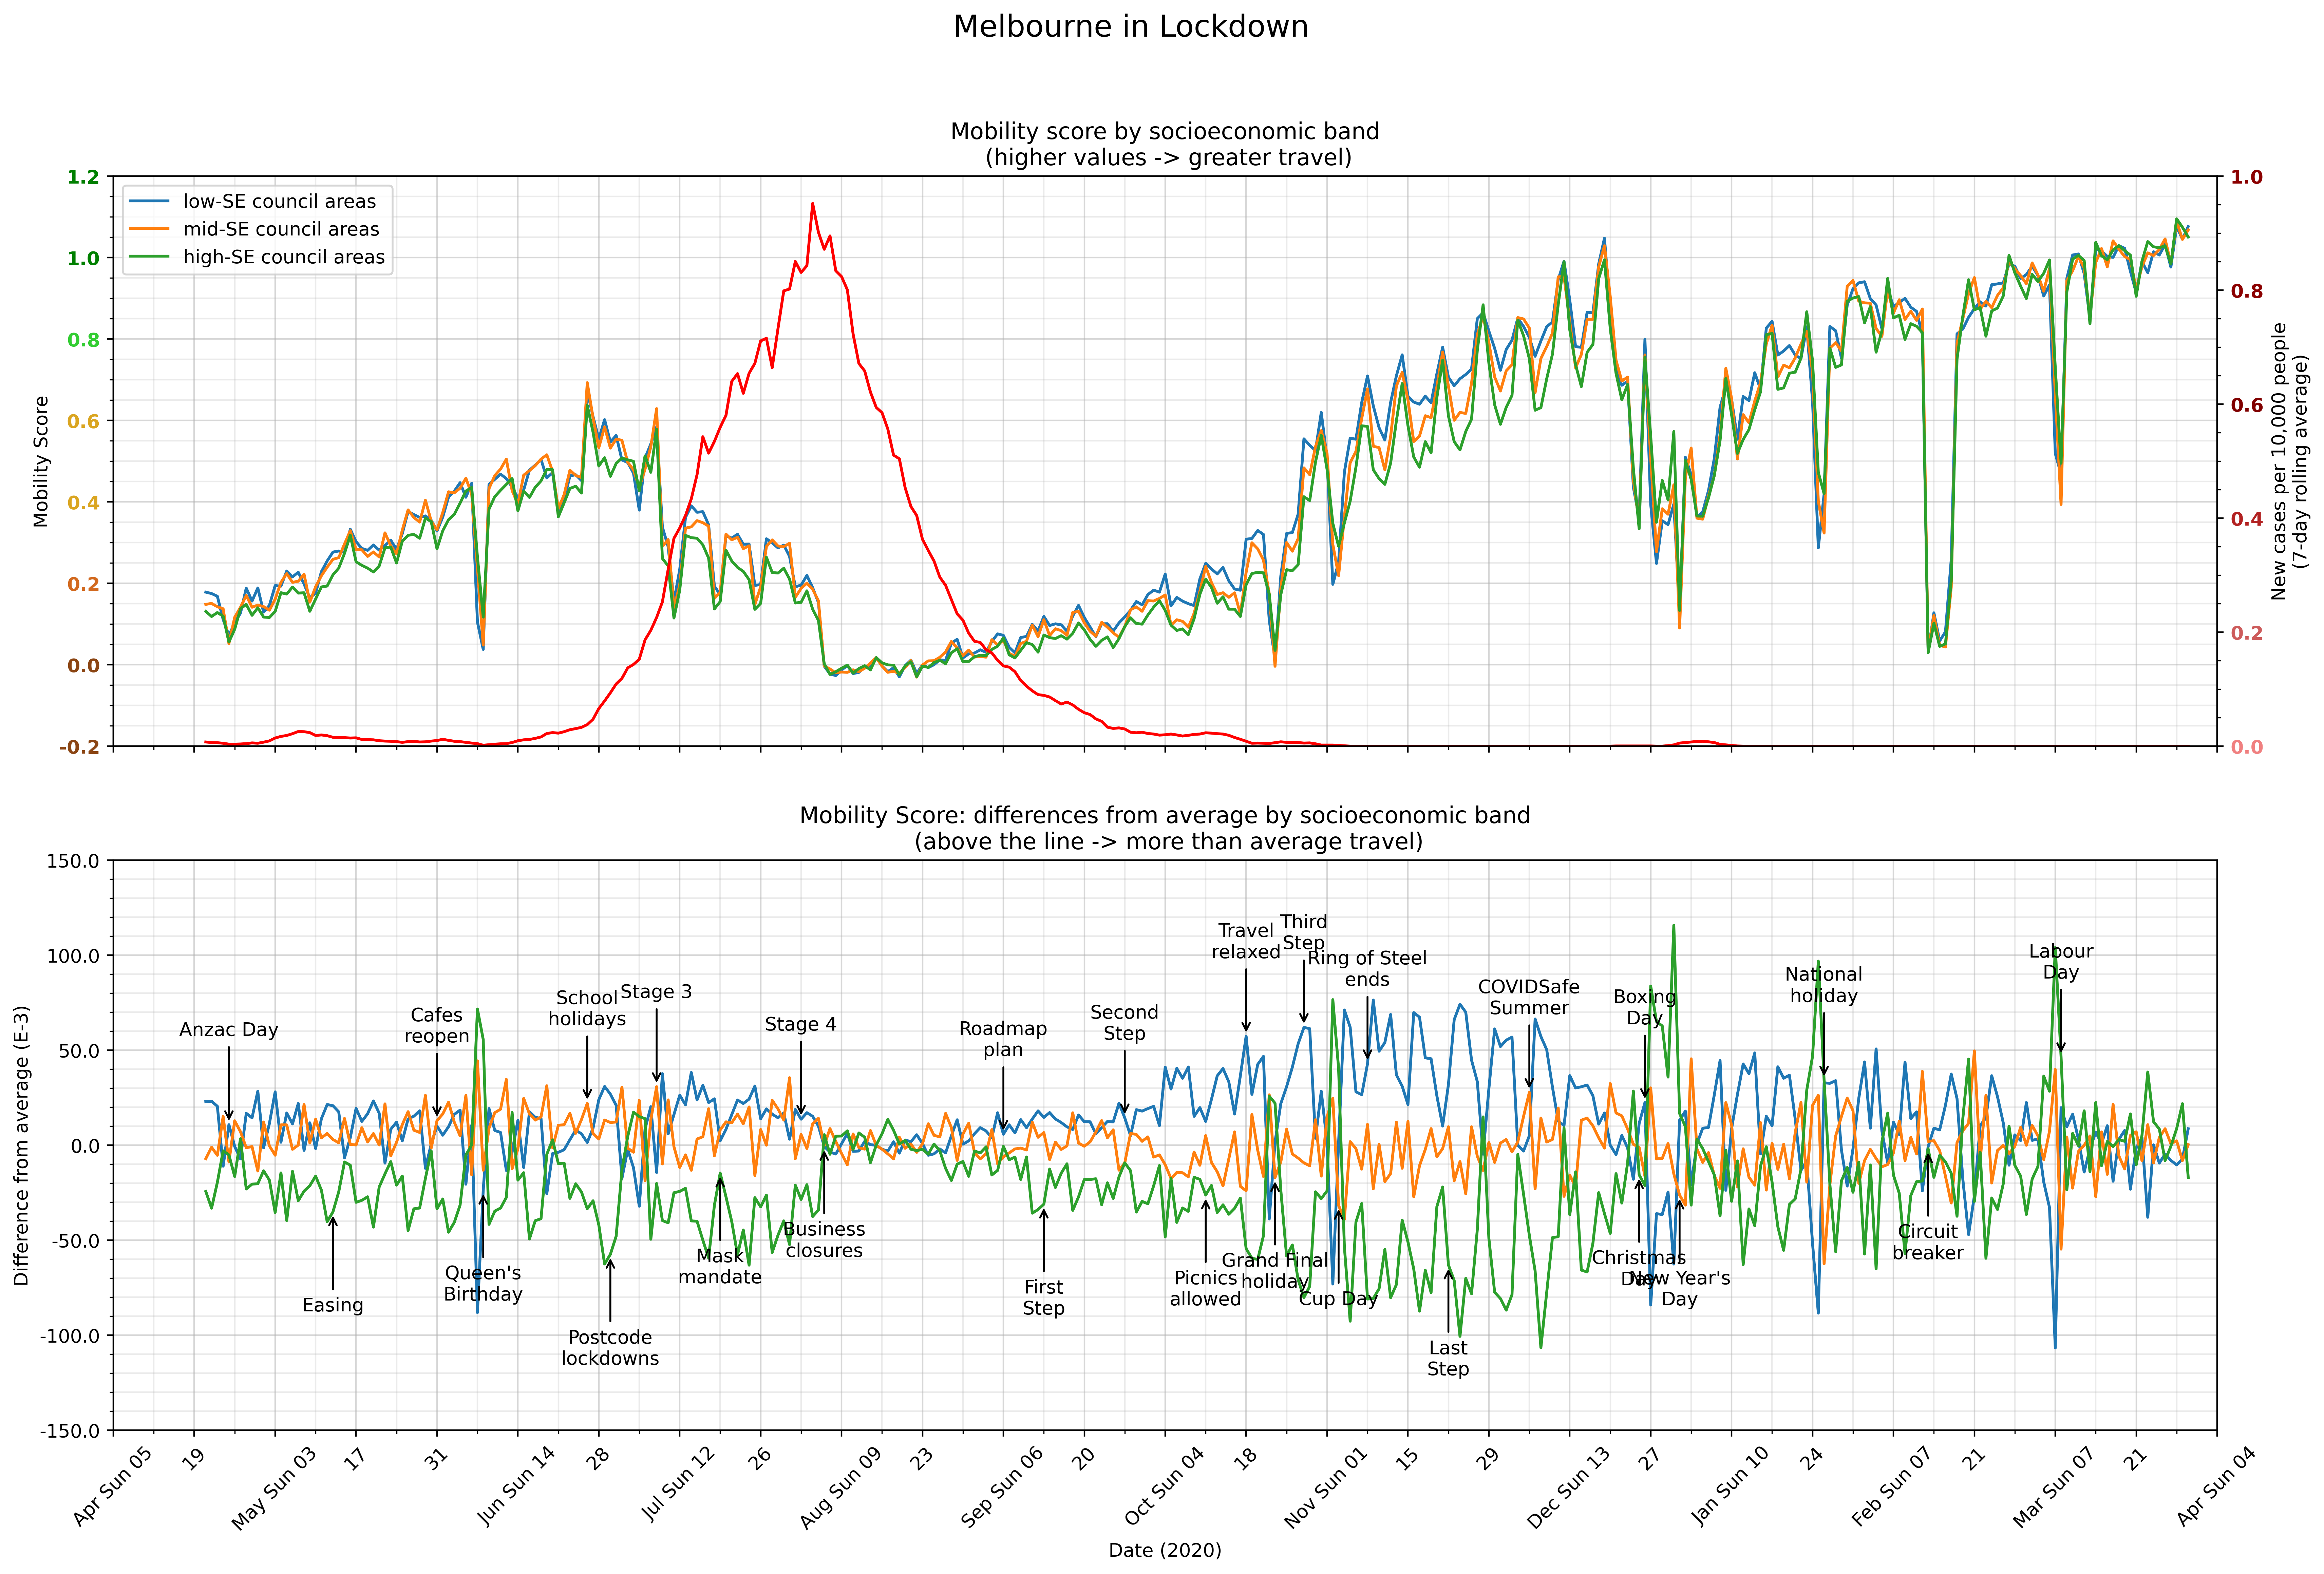 Melbourne in Lockdown
Mobility score by socioeconomic band
(higher values -> greater travel)
low-SE council areas
mid-SE council areas
high-SE council areas
Mobility Score
1.2
1.0
0.8
0.6
0.4
0.2
0.0
-0.2
1.0
0.8
0.6
0.4
0.2
0.0
New cases per 10,000 people
(7-day rolling average)
Mobility Score: differences from average by socioeconomic band
(above the line -> more than average travel)
Difference from average (E-3)
150.0
100.0
50.0
0.0
-50.0
-100.0
-150.0
Anzac Day
Easing
Cafes
reopen
Queen's
Birthday
School
holidays
Postcode
lockdowns
Stage 3
Mask
mandate
Stage 4
Business
closures
Roadmap
plan
First
Step
Second
Step
Picnics
allowed
Travel
relaxed
Grand Final
holiday
Third
Step
Cup Day
Ring of Steel
ends
Last
Step
COVIDSafe
Summer
Christmas
Day
Boxing
Day
New Year's
Day
National
holiday
Circuit
breaker
Labour
Day
Apr Sun 05
19
May Sun 03
17
31
Jun Sun 14
28
Jul Sun 12
26
Aug Sun 09
23
Sep Sun 06
20
Oct Sun 04
18
Nov Sun 01
15
29
Dec Sun 13
27
Jan Sun 10
24
Feb Sun 07
21
Mar Sun 07
21
Apr Sun 04
Date (2020)